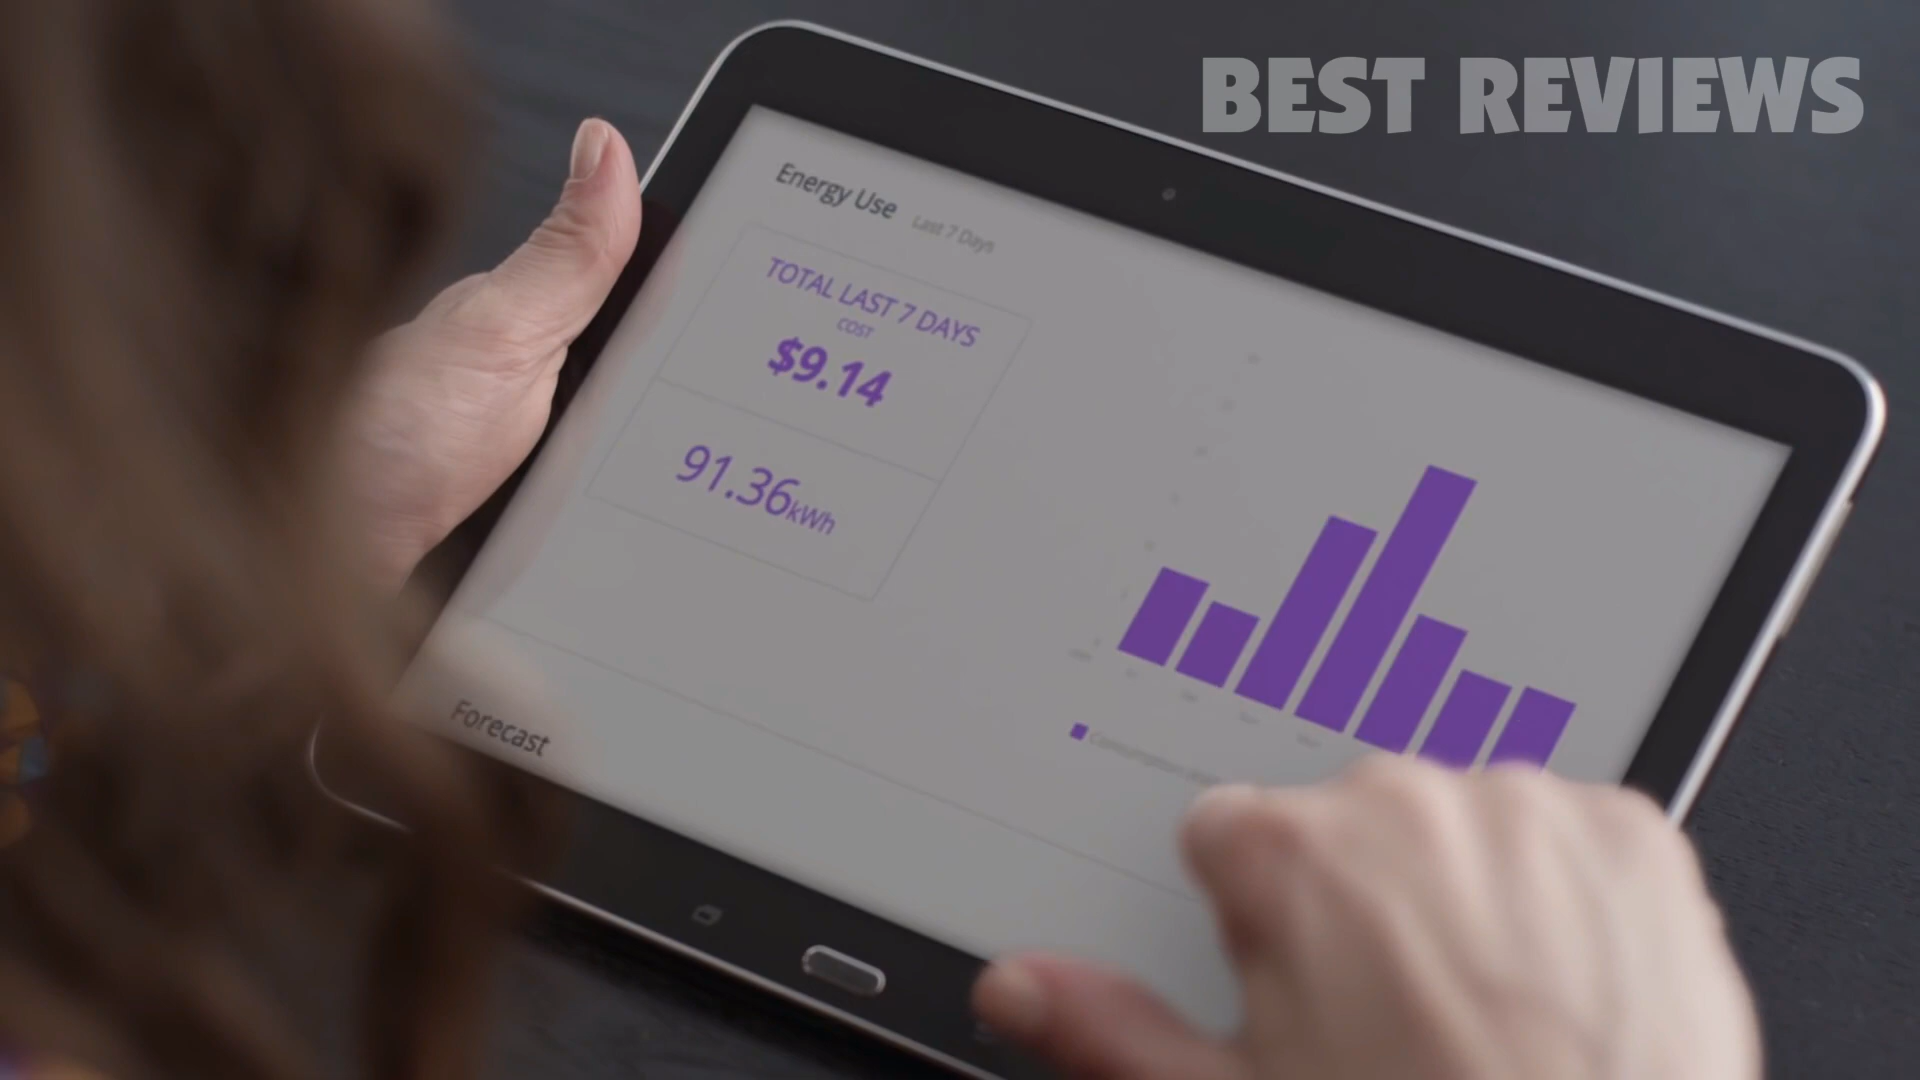 BEST REVIEWS
Energy Use Last 7 Days
TOTAL LAST 7 DAYS
COST
$9.14
91.36kWh
Forecast